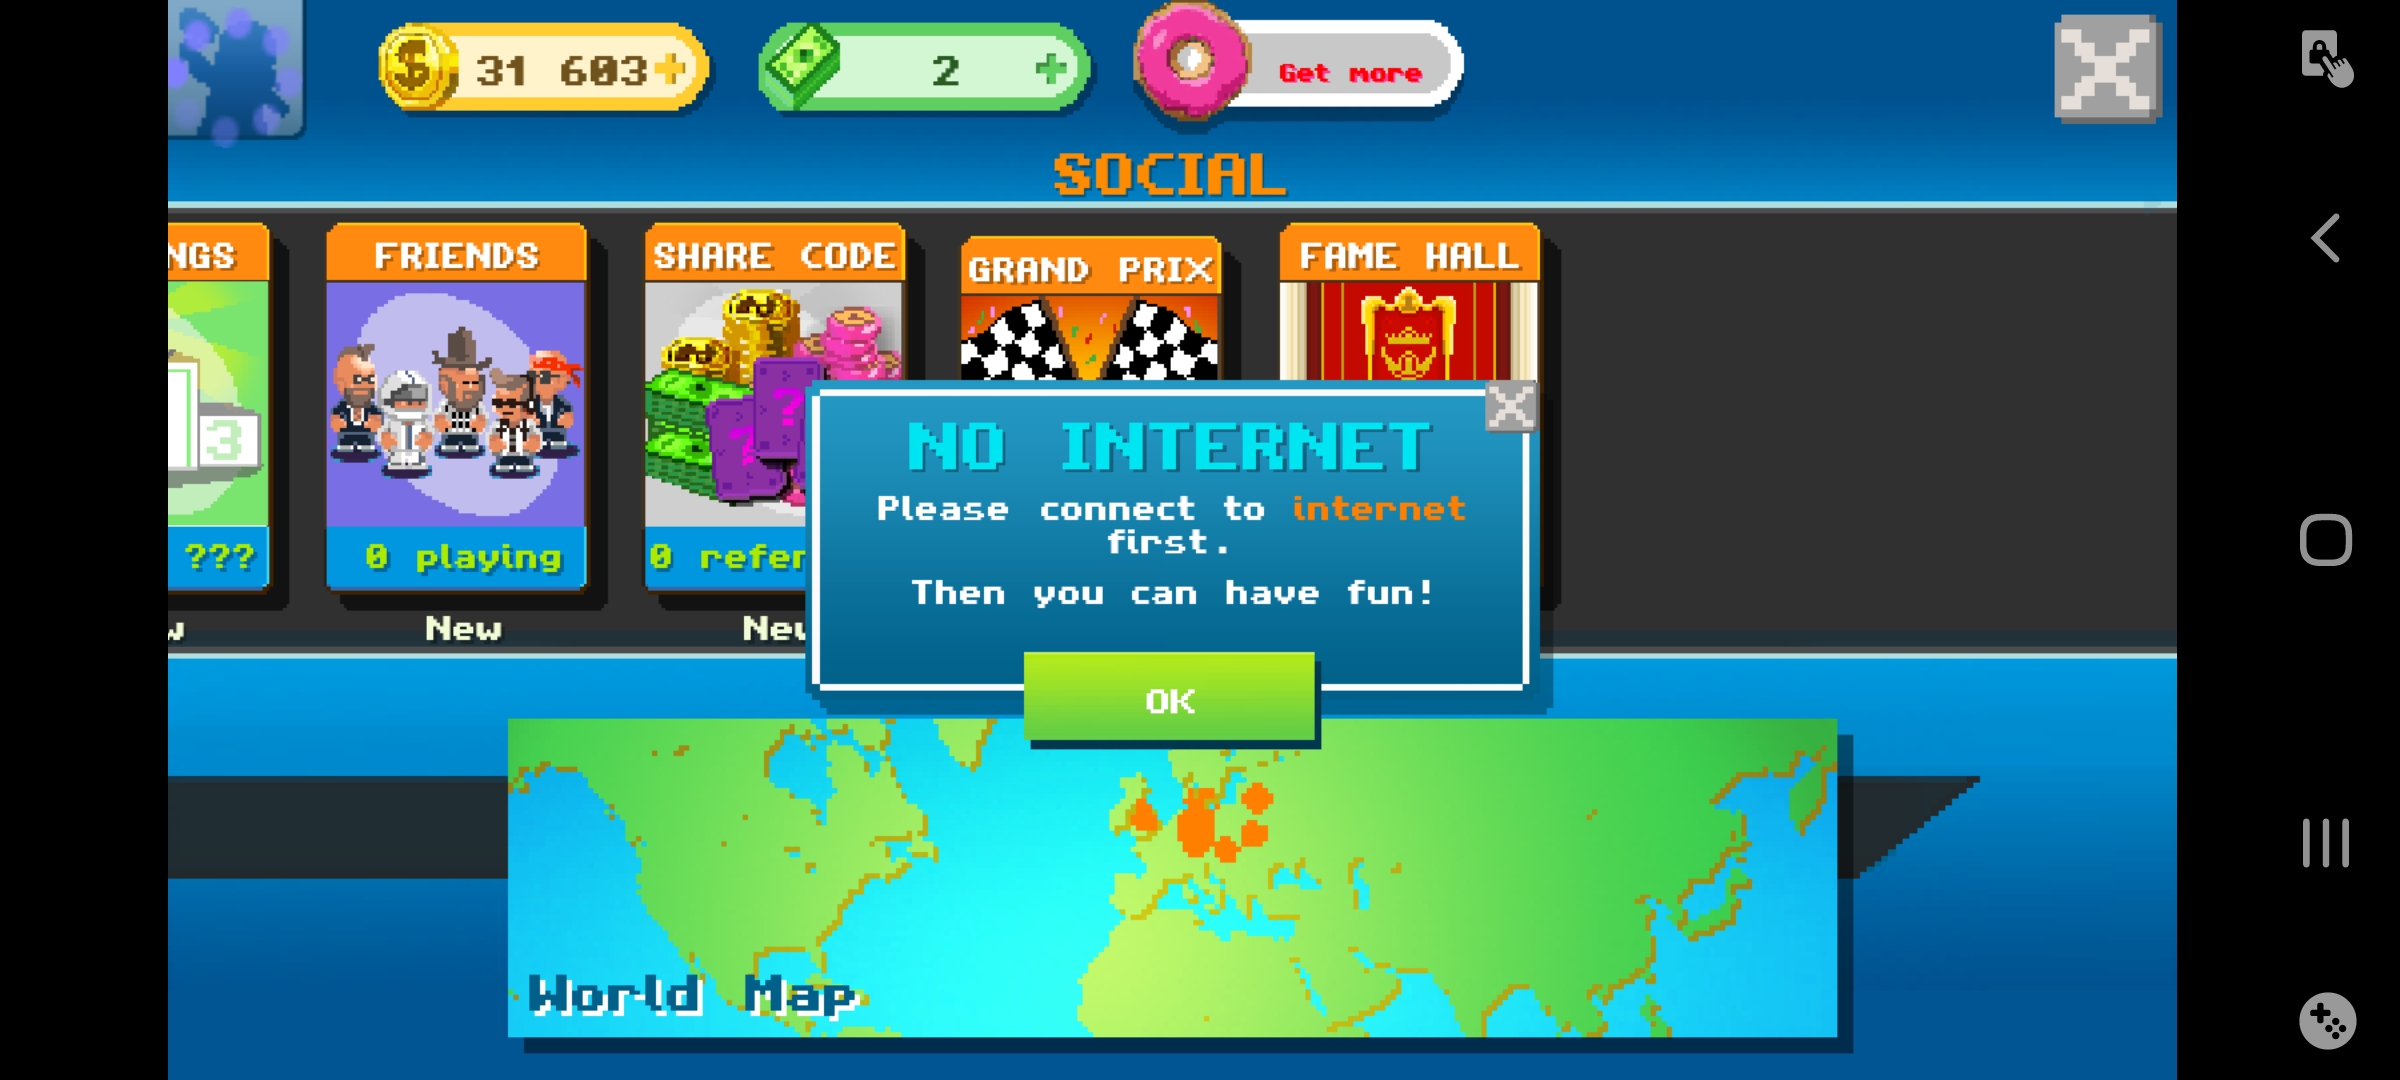 31 603
2
Get more
SOCIAL
NGS
FRIENDS
SHARE CODE
GRAND PRIX
FAME HALL
3
NO INTERNET
Please connect to internet
first.
Then you can have fun!
OK
???
0 playing
0 refer
New
World Map